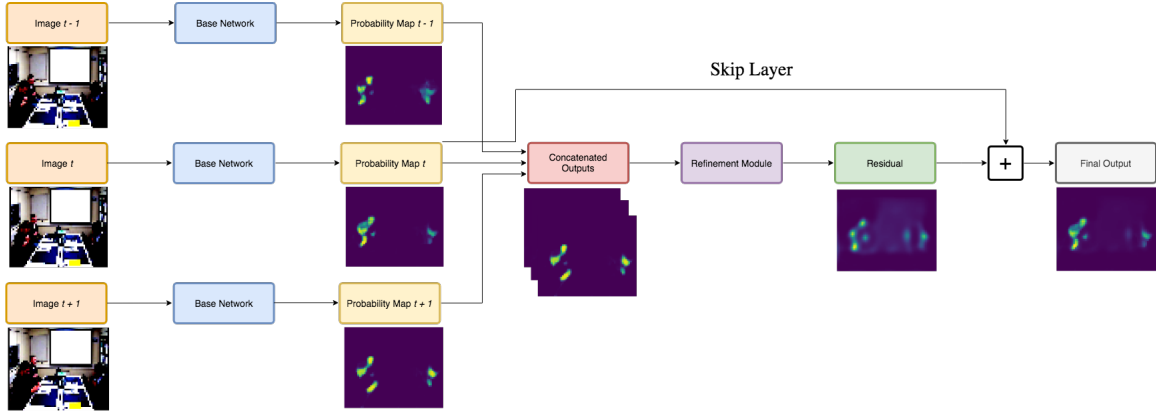 Image t - 1
Base Network
Probability Map t - 1
Skip Layer
Image t
Base Network
Probability Map t
Concatenated
Outputs
Refinement Module
Residual
+
Final Output
Image t + 1
Base Network
Probability Map t + 1